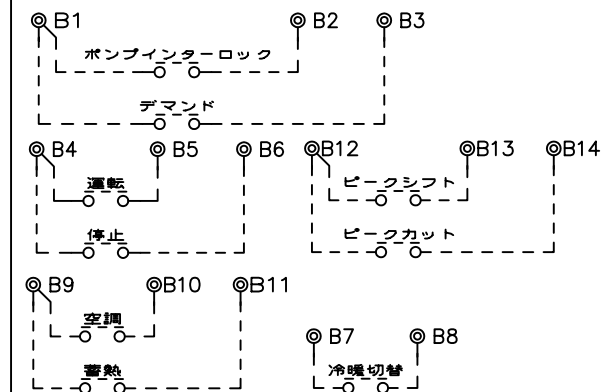 B1 B2 B3
ポンプインターロック
デマンド
B4 B5 B6 B12 B13 B14
運転 ピークシフト
停止 ピークカット
B9 B10 B11
空調 B7 B8
蓄熱 冷暖切替